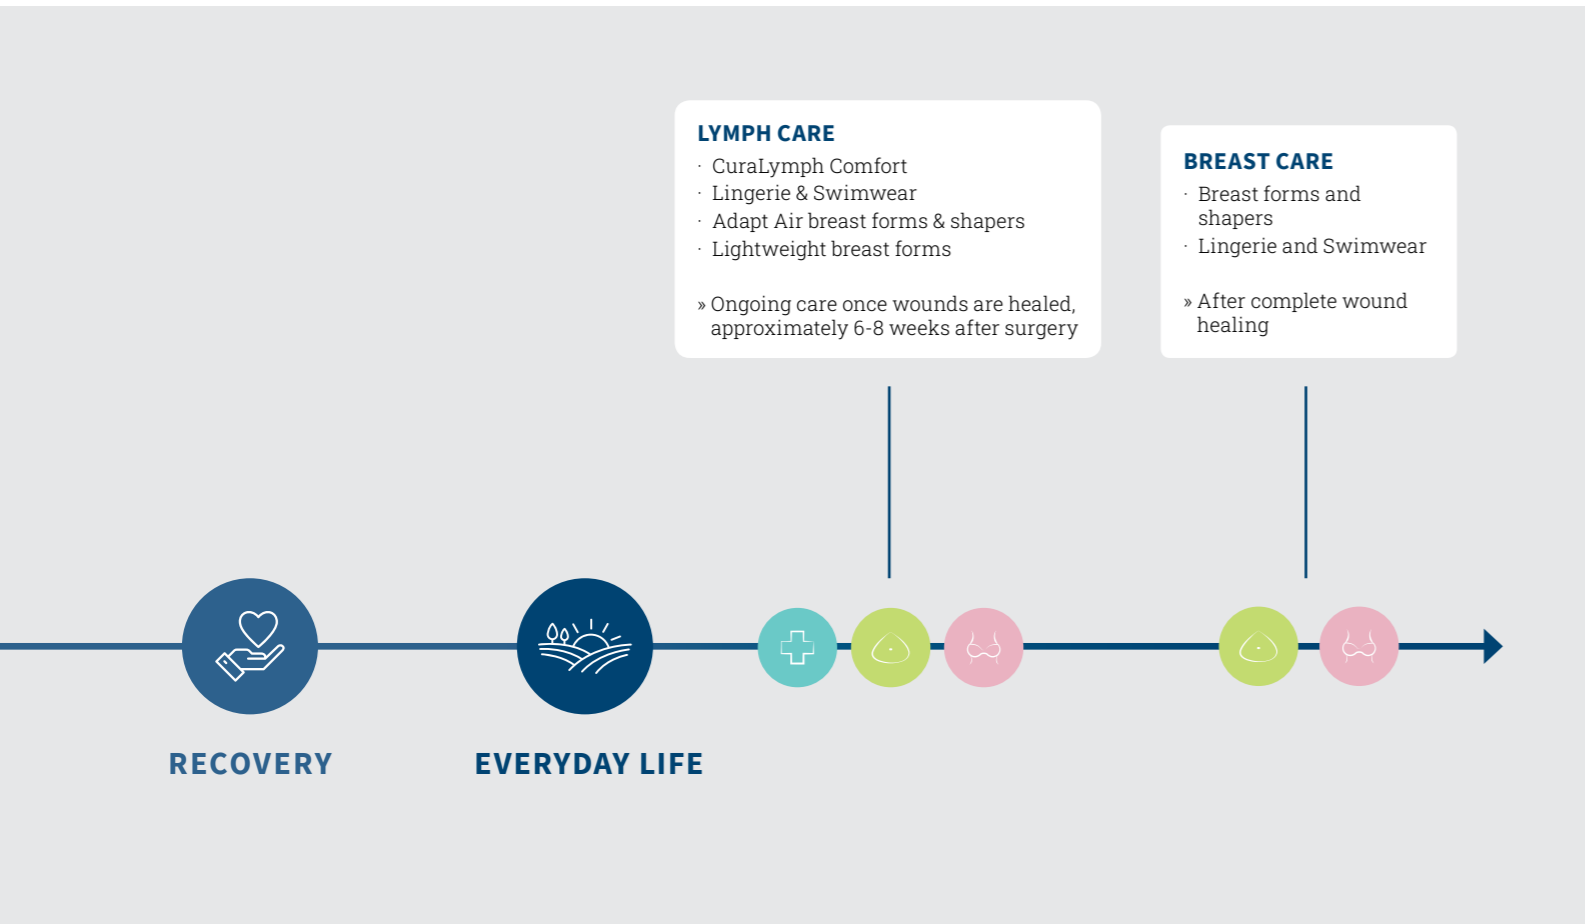 LYMPH CARE
· CuraLymph Comfort
· Lingerie & Swimwear
· Adapt Air breast forms & shapers
· Lightweight breast forms
» Ongoing care once wounds are healed,
approximately 6-8 weeks after surgery
BREAST CARE
· Breast forms and
shapers
· Lingerie and Swimwear
» After complete wound
healing
RECOVERY
EVERYDAY LIFE